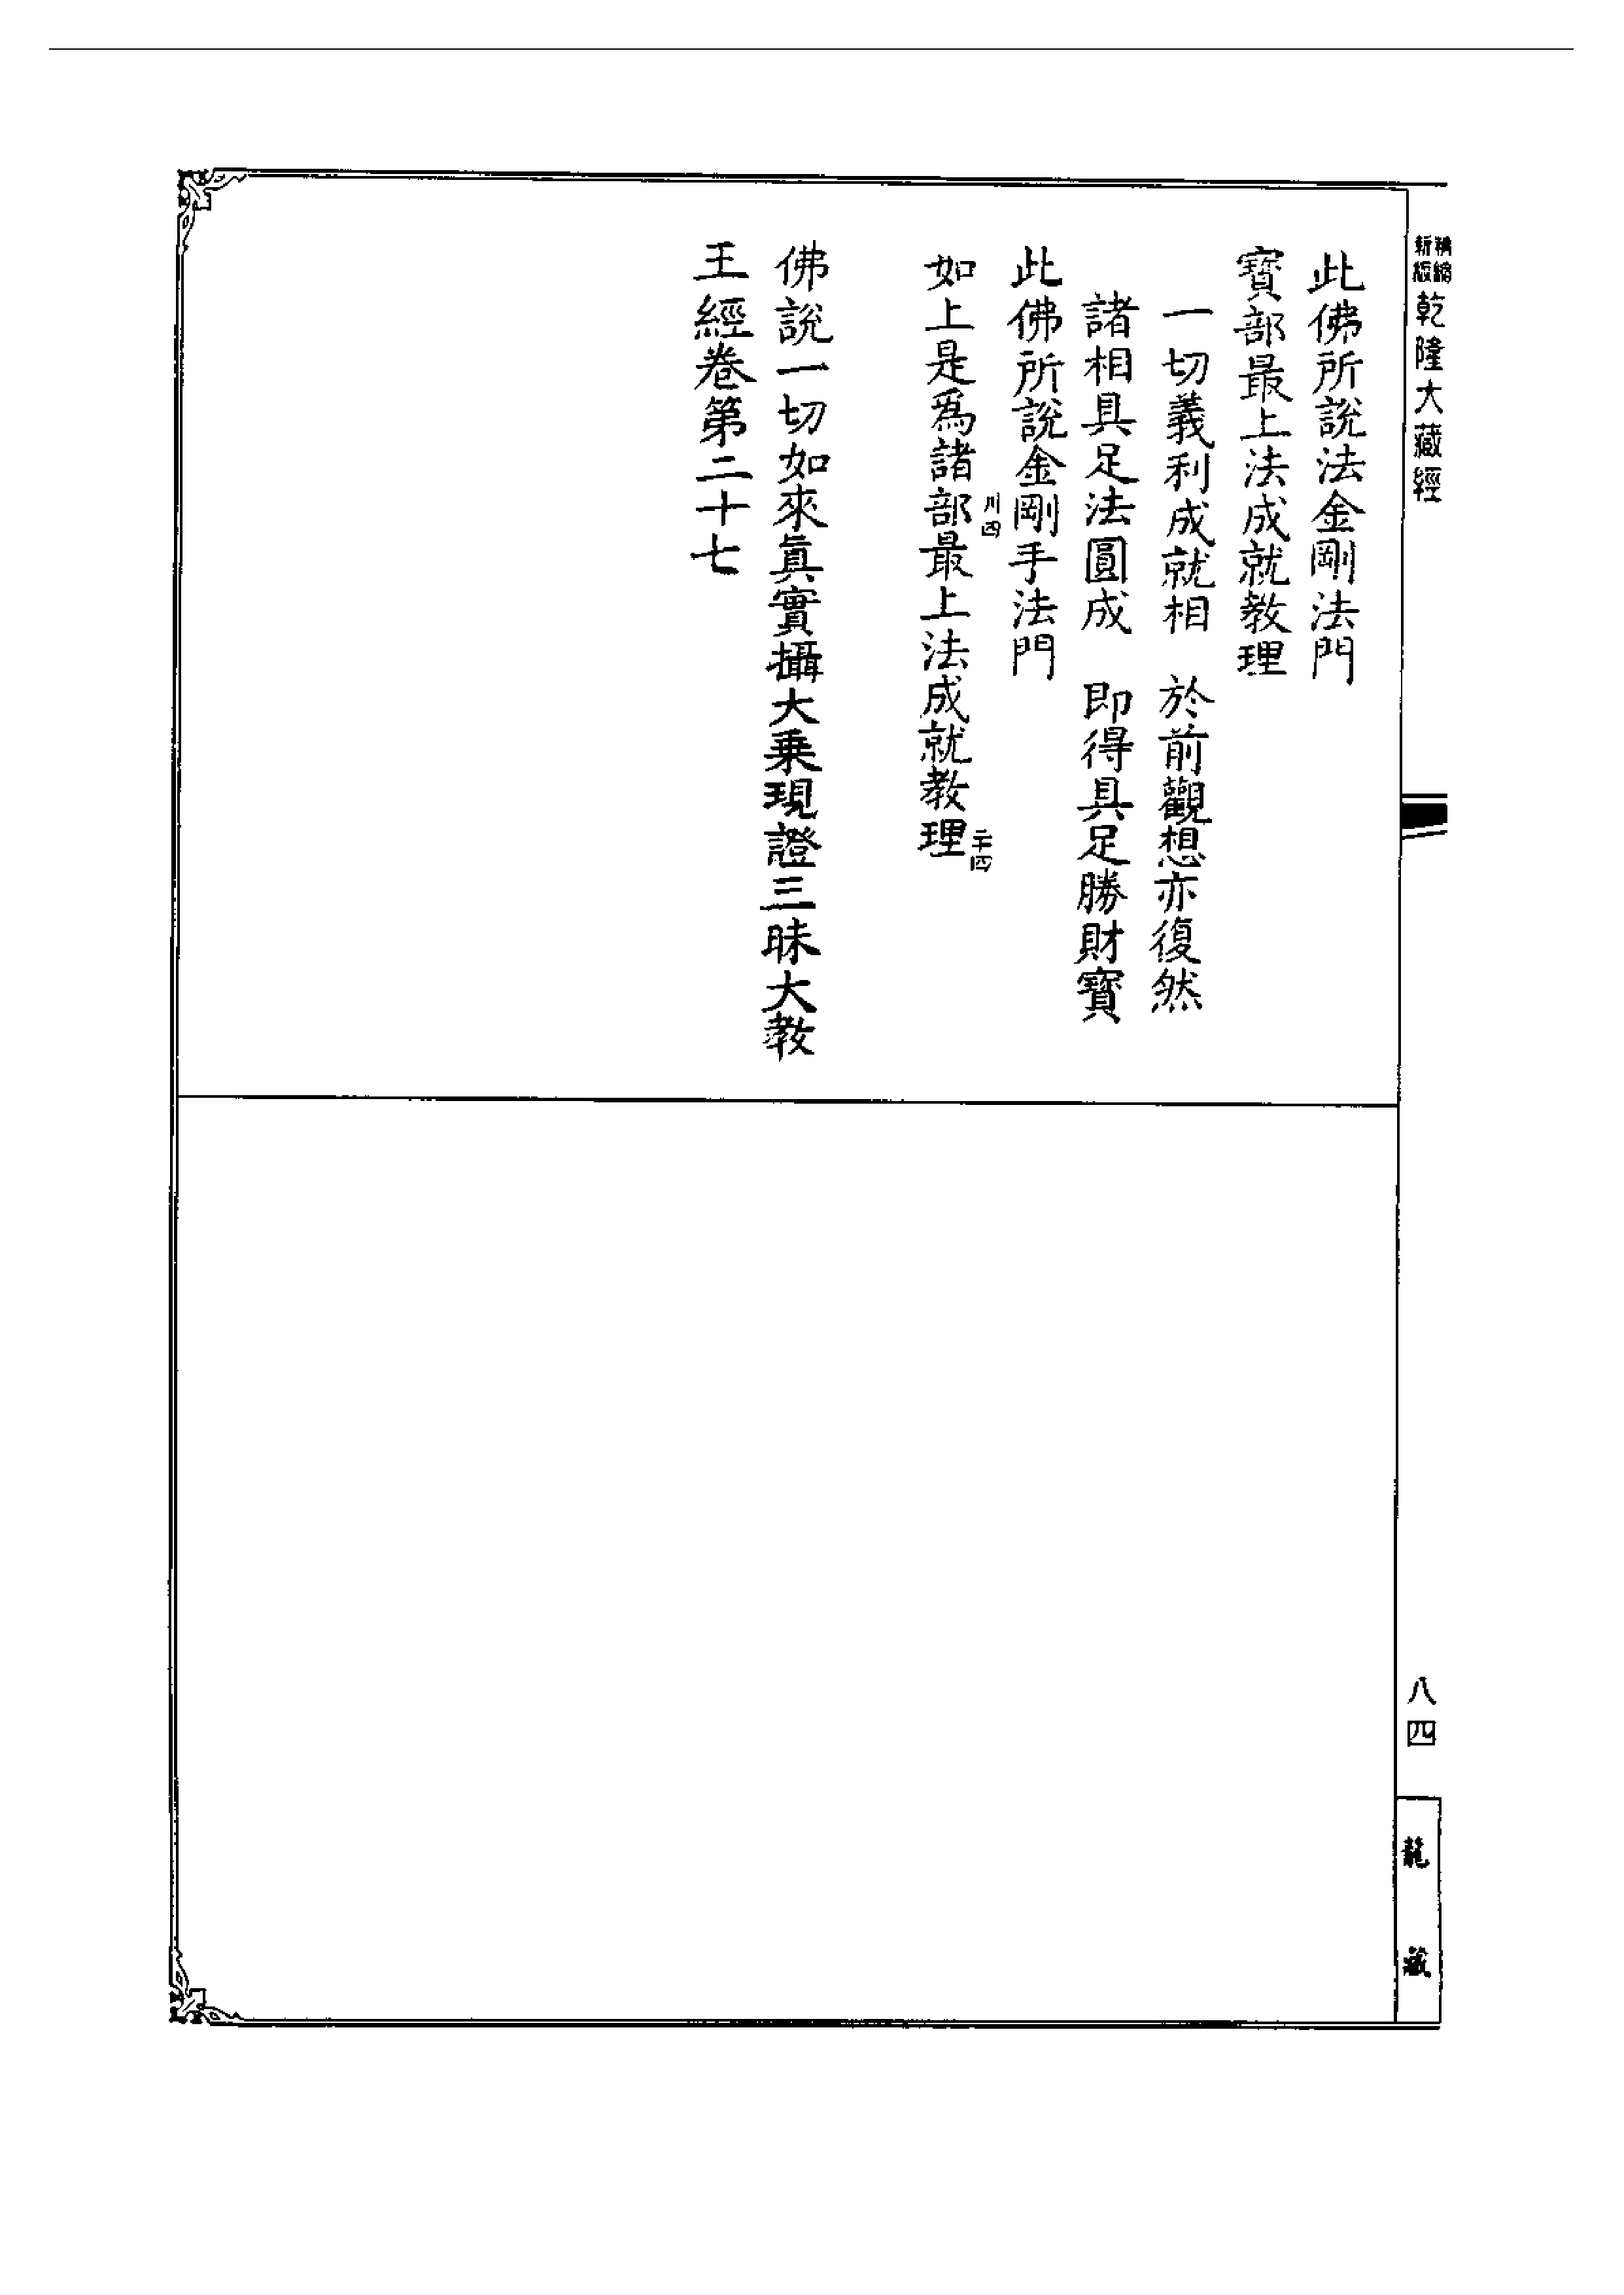 新版精縮乾隆大藏經
此佛所說法金剛法門
寶部最上法成就教理
一切義利成就相　於前觀想亦復然
諸相具足法圓成　即得具足勝財寶
此佛所說金剛手法門
川四
如上是爲諸部最上法成就教理
佛說一切如來眞實攝大乗現證三昧大教
王經卷第二十七
八四
龍藏